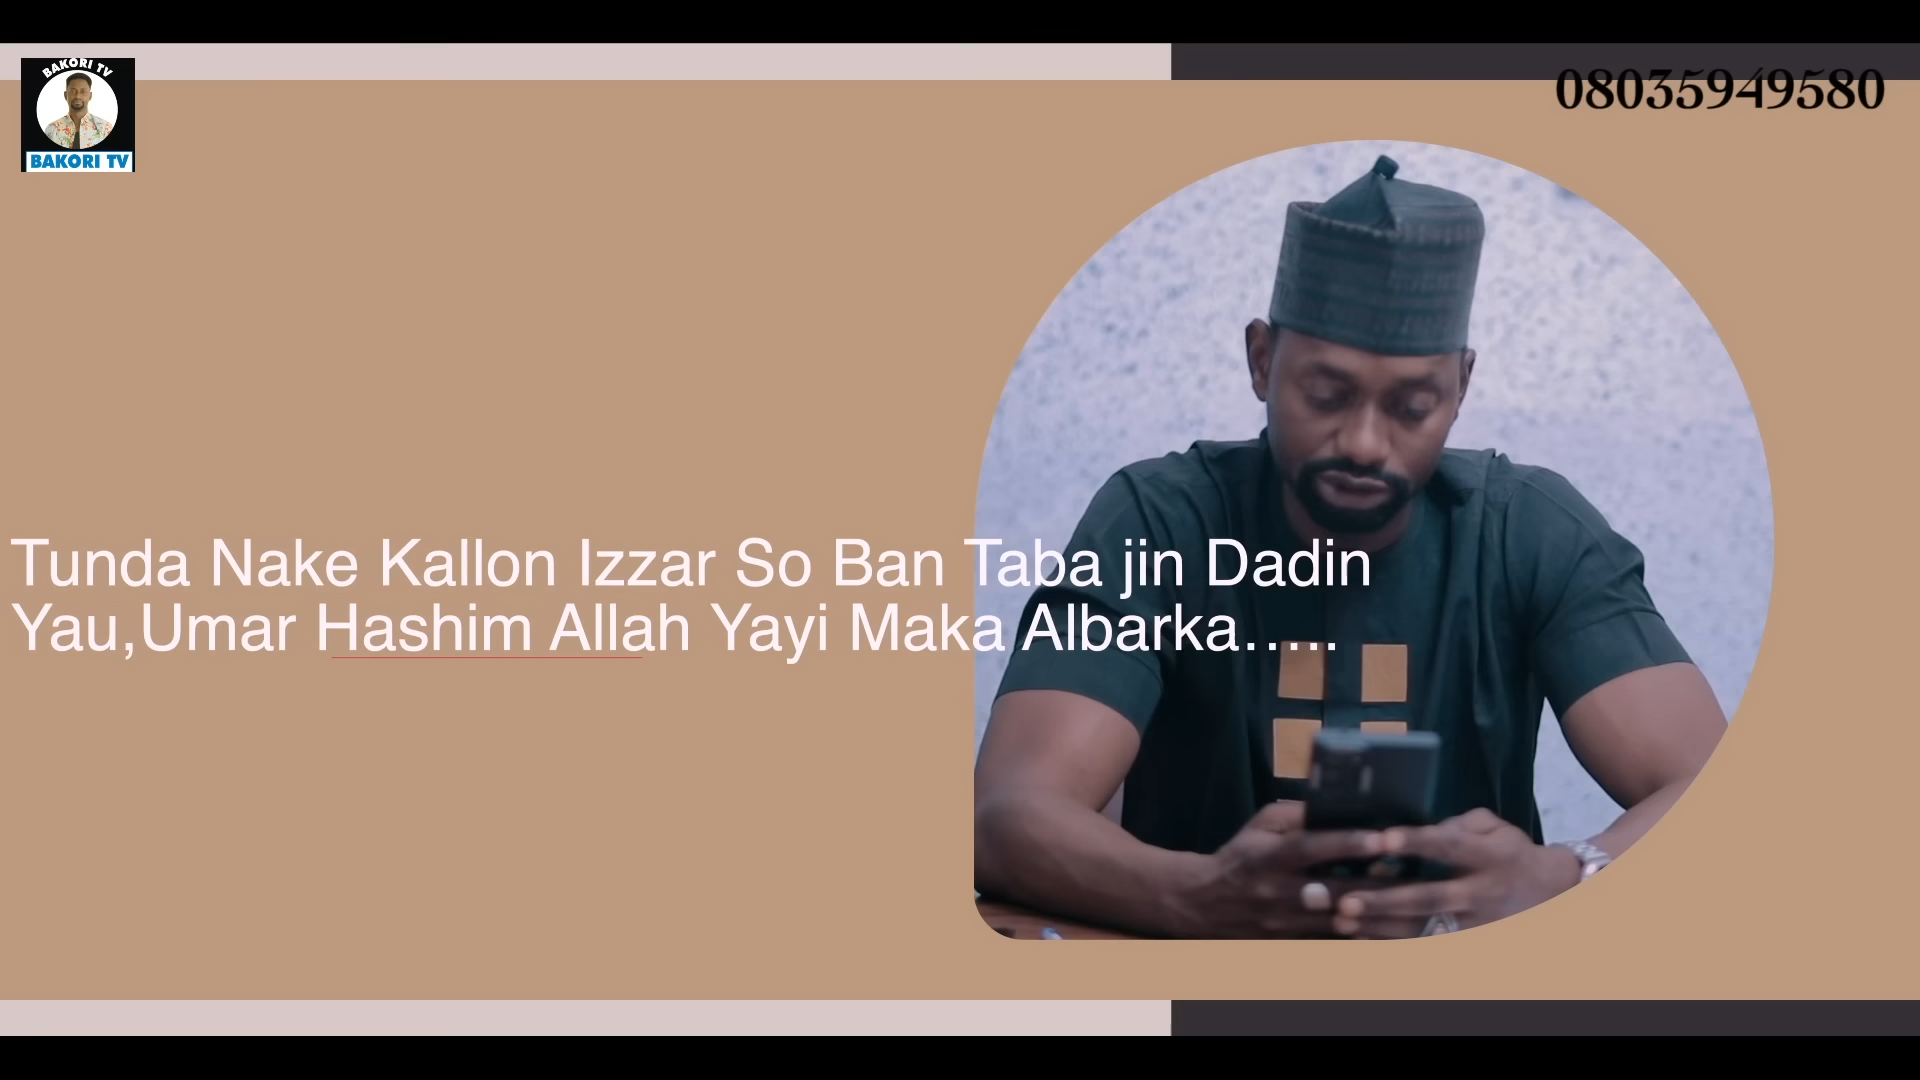 BAKORI TV
BAKORI TV
08035949580
Tunda Nake Kallon Izzar So Ban Taba jin Dadin
Yau,Umar Hashim Allah Yayi Maka Albarka.....